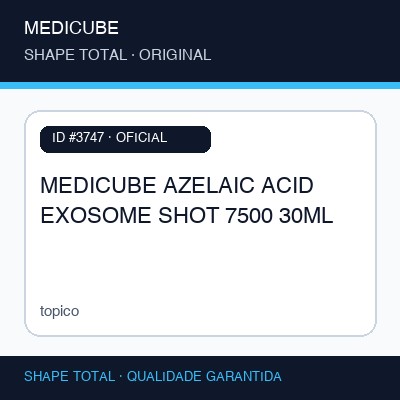 MEDICUBE
SHAPE TOTAL · ORIGINAL
ID #3747 · OFICIAL
MEDICUBE AZELAIC ACID
EXOSOME SHOT 7500 30ML
topico
SHAPE TOTAL · QUALIDADE GARANTIDA